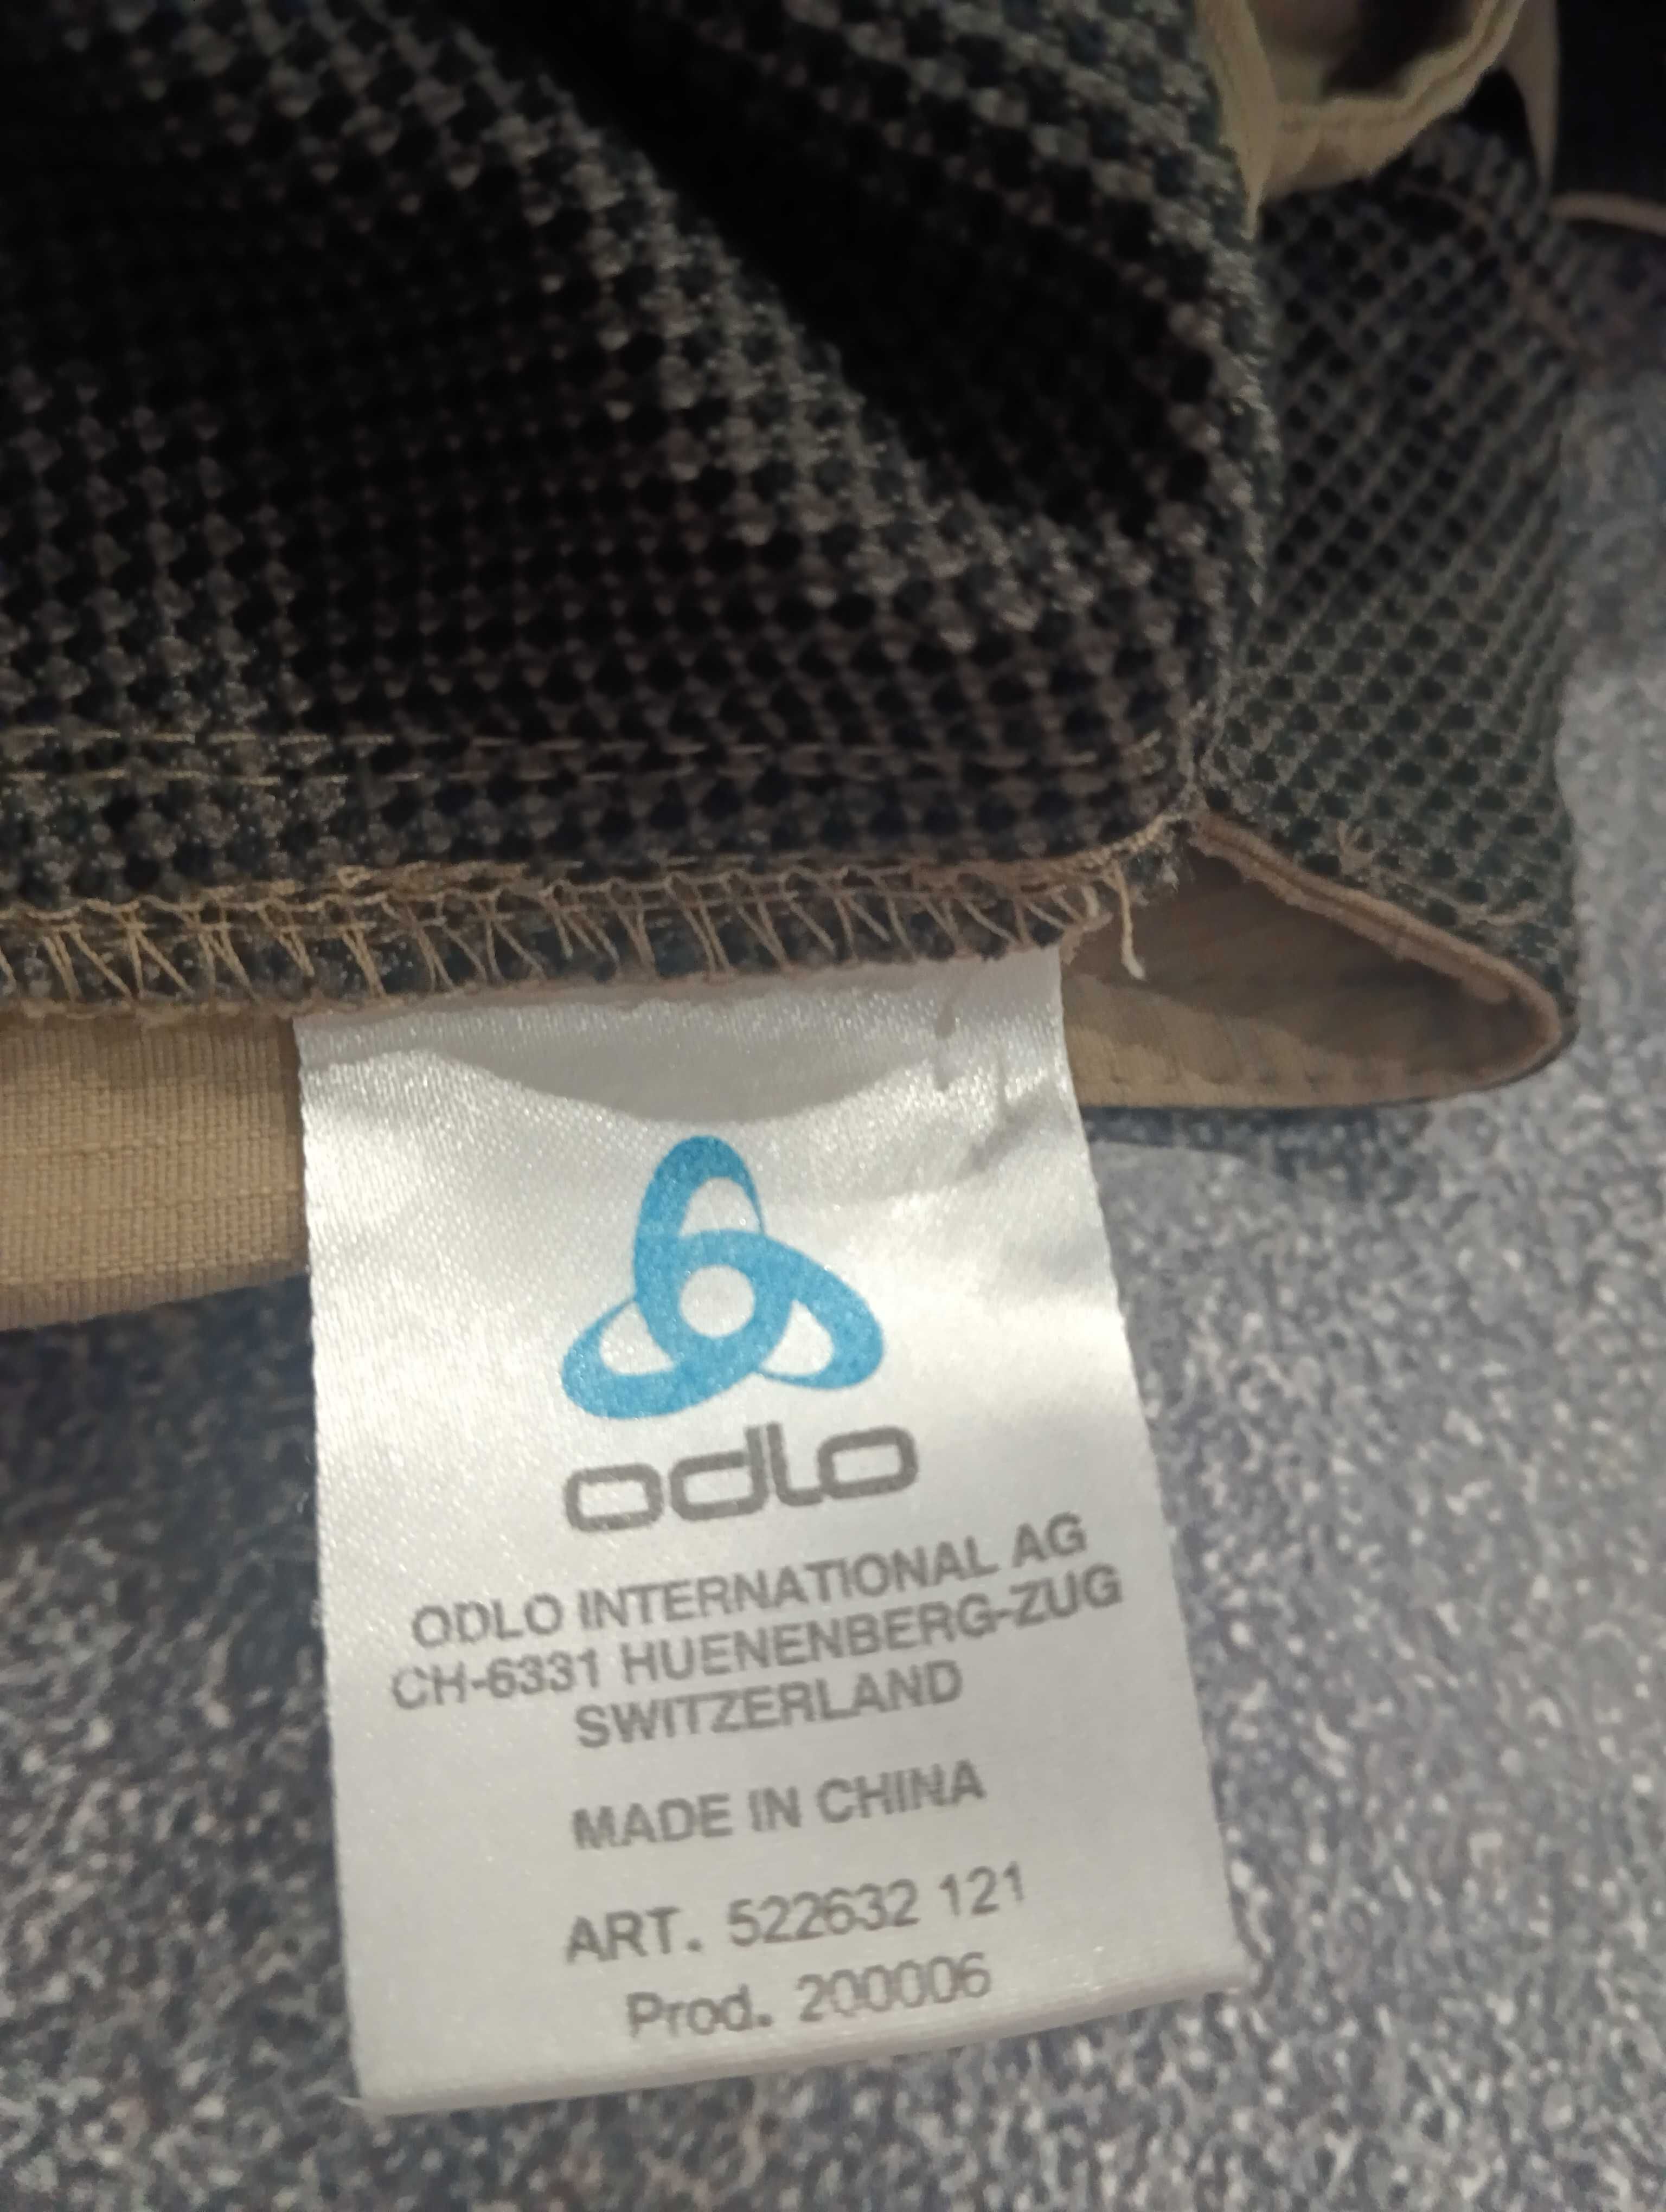 odlo
ODLO INTERNATIONAL AG
CH-6331 HUENENBERG-ZUG
SWITZERLAND
MADE IN CHINA
ART. 522632 121
Prod. 200006